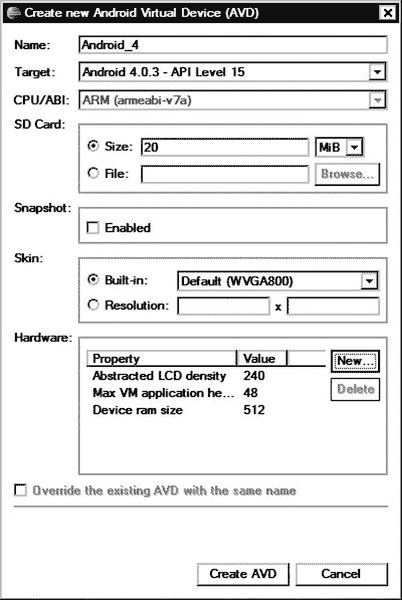 Create new Android Virtual Device (AVD)
Name: Android_4
Target: Android 4.0.3 - API Level 15
CPU/ABI: ARM (armeabi-v7a)
SD Card:
Size: 20 MiB
File: Browse...
Snapshot:
Enabled
Skin:
Built-in: Default (WVGA800)
Resolution: x
Hardware:
Property Value New...
Abstracted LCD density 240
Max VM application he... 48 Delete
Device ram size 512
Override the existing AVD with the same name
Create AVD Cancel